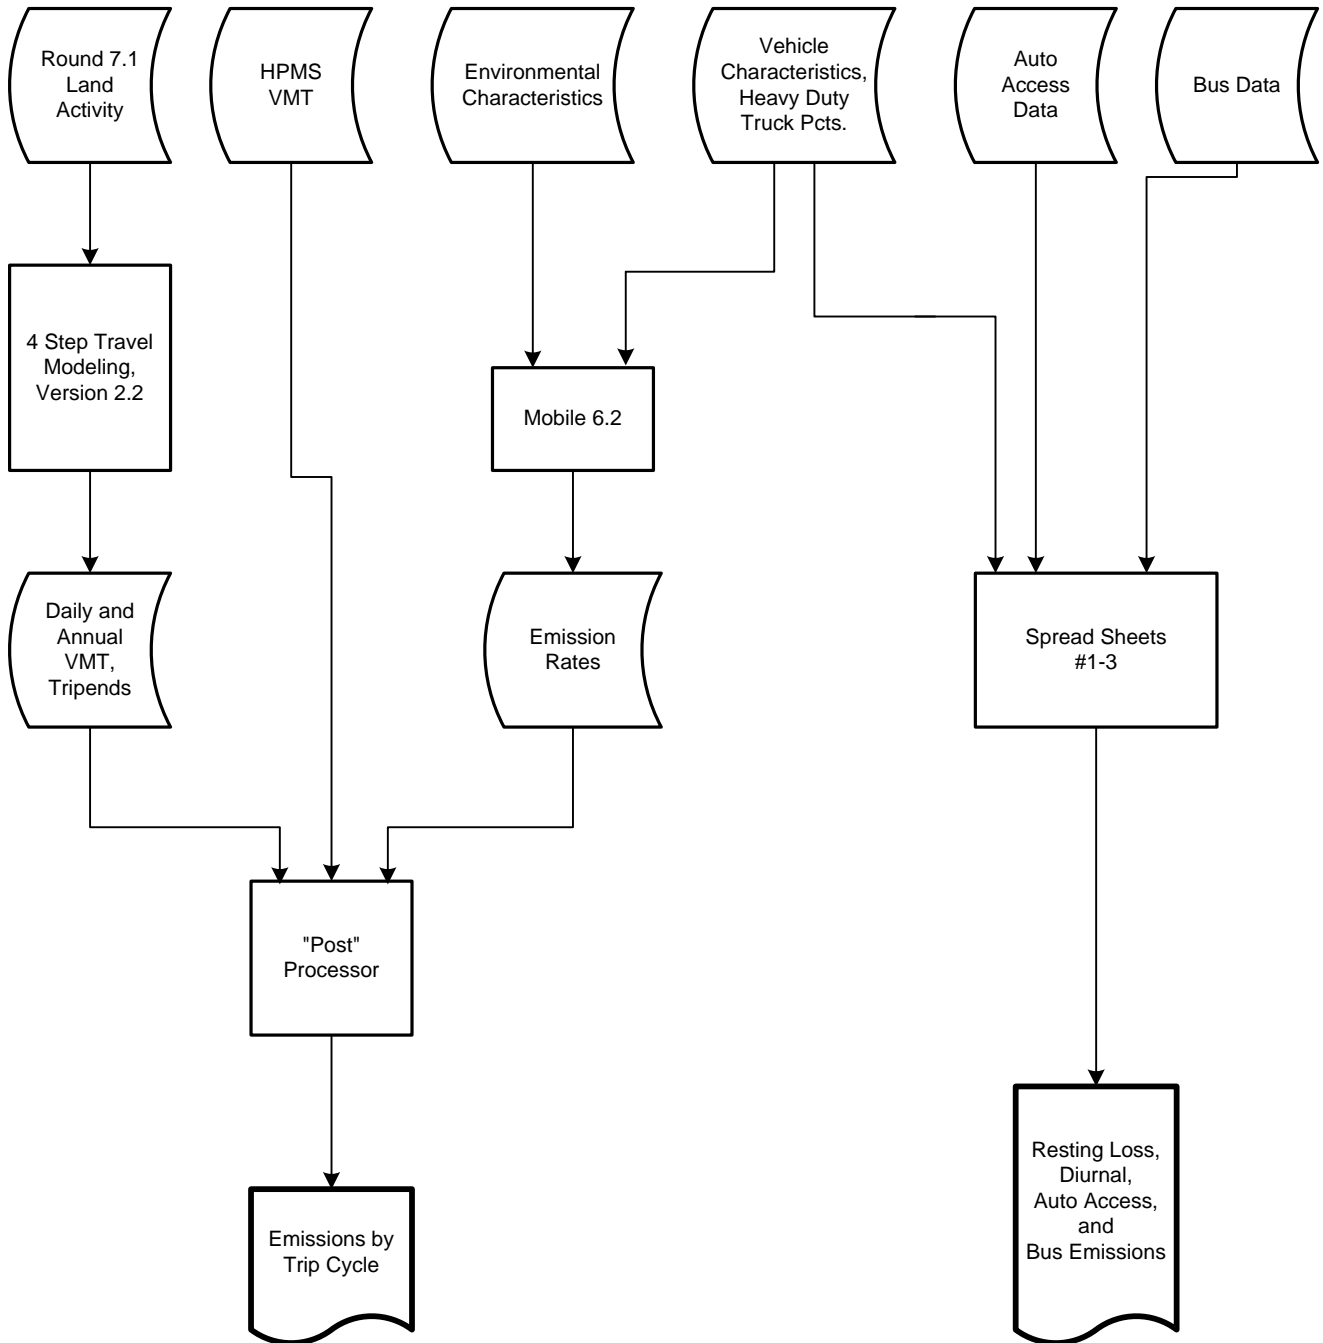 Round 7.1
Land
Activity
HPMS
VMT
Environmental
Characteristics
Vehicle
Characteristics,
Heavy Duty
Truck Pcts.
Auto
Access
Data
Bus Data
4 Step Travel
Modeling,
Version 2.2
Mobile 6.2
Daily and
Annual
VMT,
Tripends
Emission
Rates
Spread Sheets
#1-3
"Post"
Processor
Emissions by
Trip Cycle
Resting Loss,
Diurnal,
Auto Access,
and
Bus Emissions